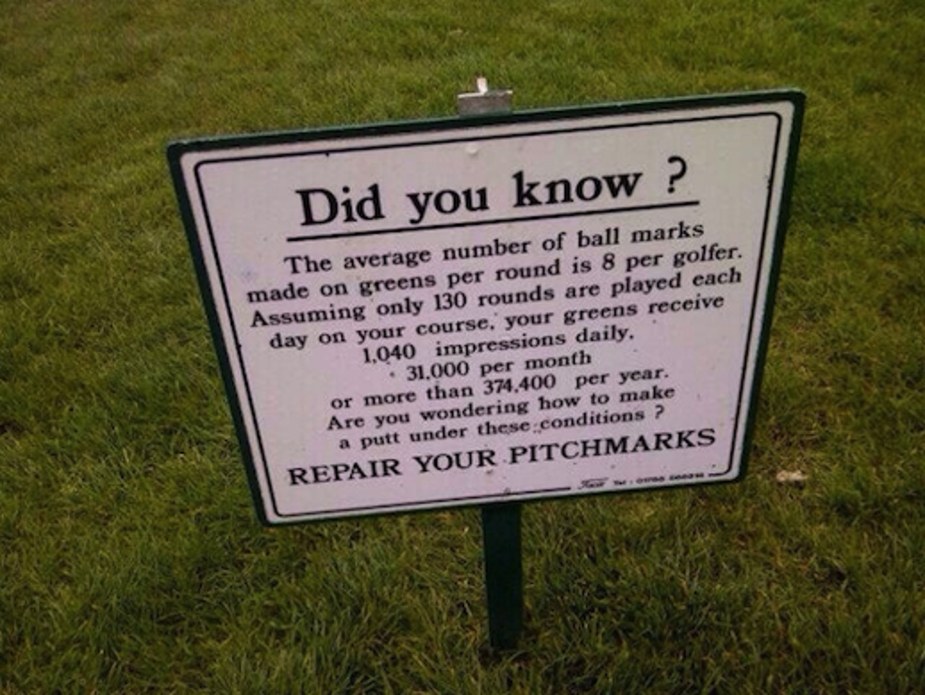 Did you know ?
The average number of ball marks
made on greens per round is 8 per golfer.
Assuming only 130 rounds are played each
day on your course, your greens receive
1,040 impressions daily.
31,000 per month
or more than 374,400 per year.
Are you wondering how to make
a putt under these conditions ?
REPAIR YOUR PITCHMARKS